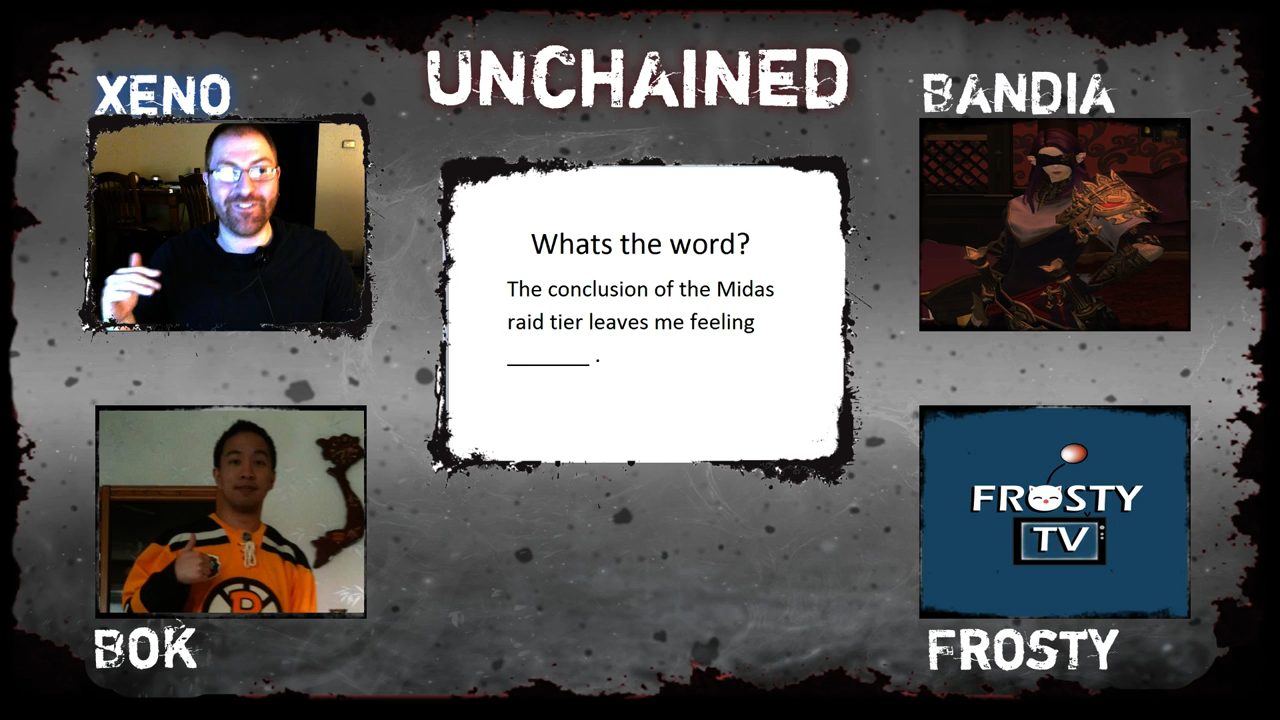 UNCHAINED
XENO
BANDIA
Whats the word?
The conclusion of the Midas
raid tier leaves me feeling
_______ .
FROSTY
TV
B
BOK
FROSTY